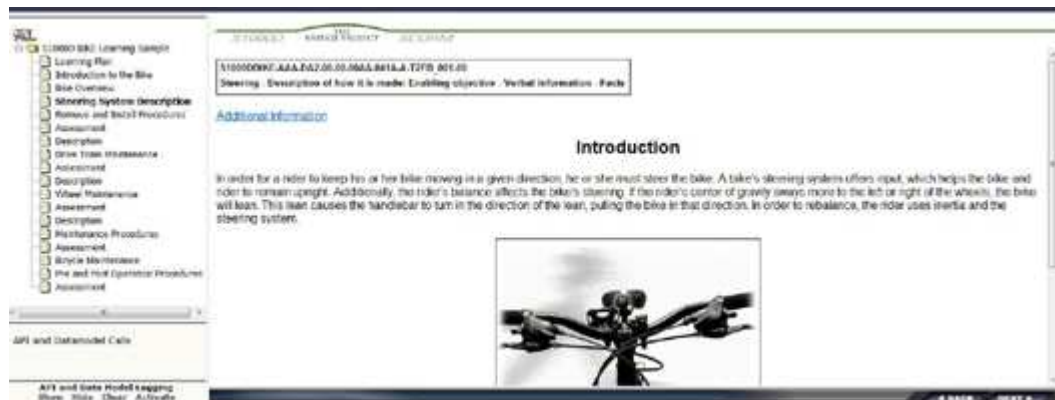 S1000D BIKE Learning Sample
Learning Plan
Introduction to the Bike
Bike Overview
Steering System Description
Remove and Install Procedures
Assessment
Description
Drive Train Maintenance
Assessment
Description
Wheel Maintenance
Assessment
Description
Maintenance Procedures
Assessment
Bicycle Maintenance
Pre and Post Operation Procedures
Assessment
API and Datamodel Calls
API and Data Model Logging
Show Hide Clear Activate
Steering - Description of how it is made: Enabling objective - Verbal information - Facts
Additional Information
Introduction
In order for a rider to keep his or her bike moving in a given direction, he or she must steer the bike. A bike's steering system offers input, which helps the bike and
rider to remain upright. Additionally, the rider's balance affects the bike's steering. If the rider's center of gravity sways more to the left or right of the wheels, the bike
will lean. This lean causes the handlebar to turn in the direction of the lean, pulling the bike in that direction. In order to rebalance, the rider uses inertia and the
steering system.
BACK NEXT